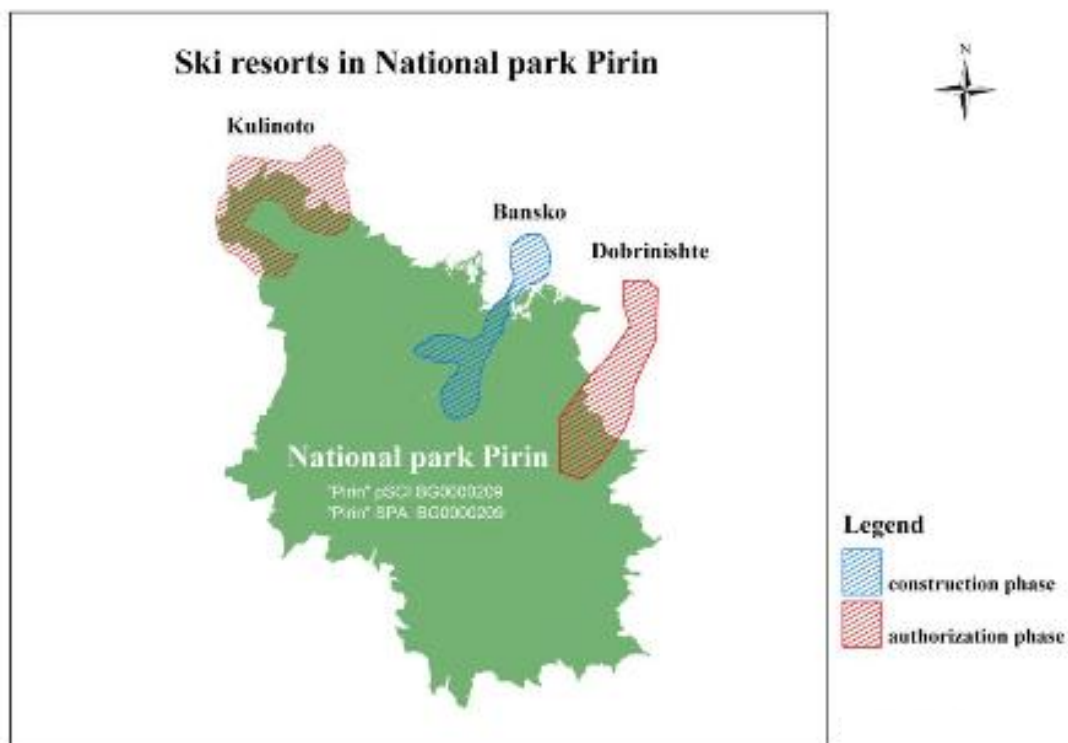 Ski resorts in National park Pirin
N
Kulinoto
Bansko
Dobrinishte
National park Pirin
"Pirin" pSCI BG0000209
"Pirin" SPA: BG0000209
Legend
construction phase
authorization phase